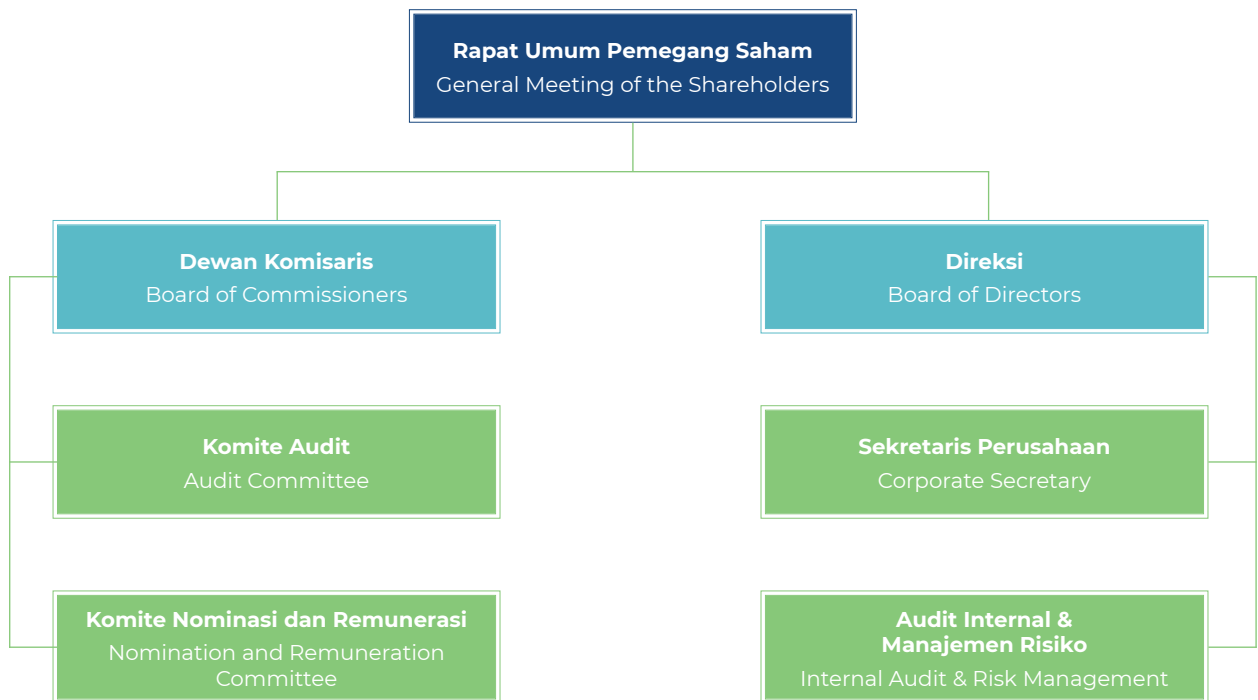 Rapat Umum Pemegang Saham
General Meeting of the Shareholders
Dewan Komisaris
Board of Commissioners
Direksi
Board of Directors
Komite Audit
Audit Committee
Sekretaris Perusahaan
Corporate Secretary
Komite Nominasi dan Remunerasi
Nomination and Remuneration
Committee
Audit Internal &
Manajemen Risiko
Internal Audit & Risk Management